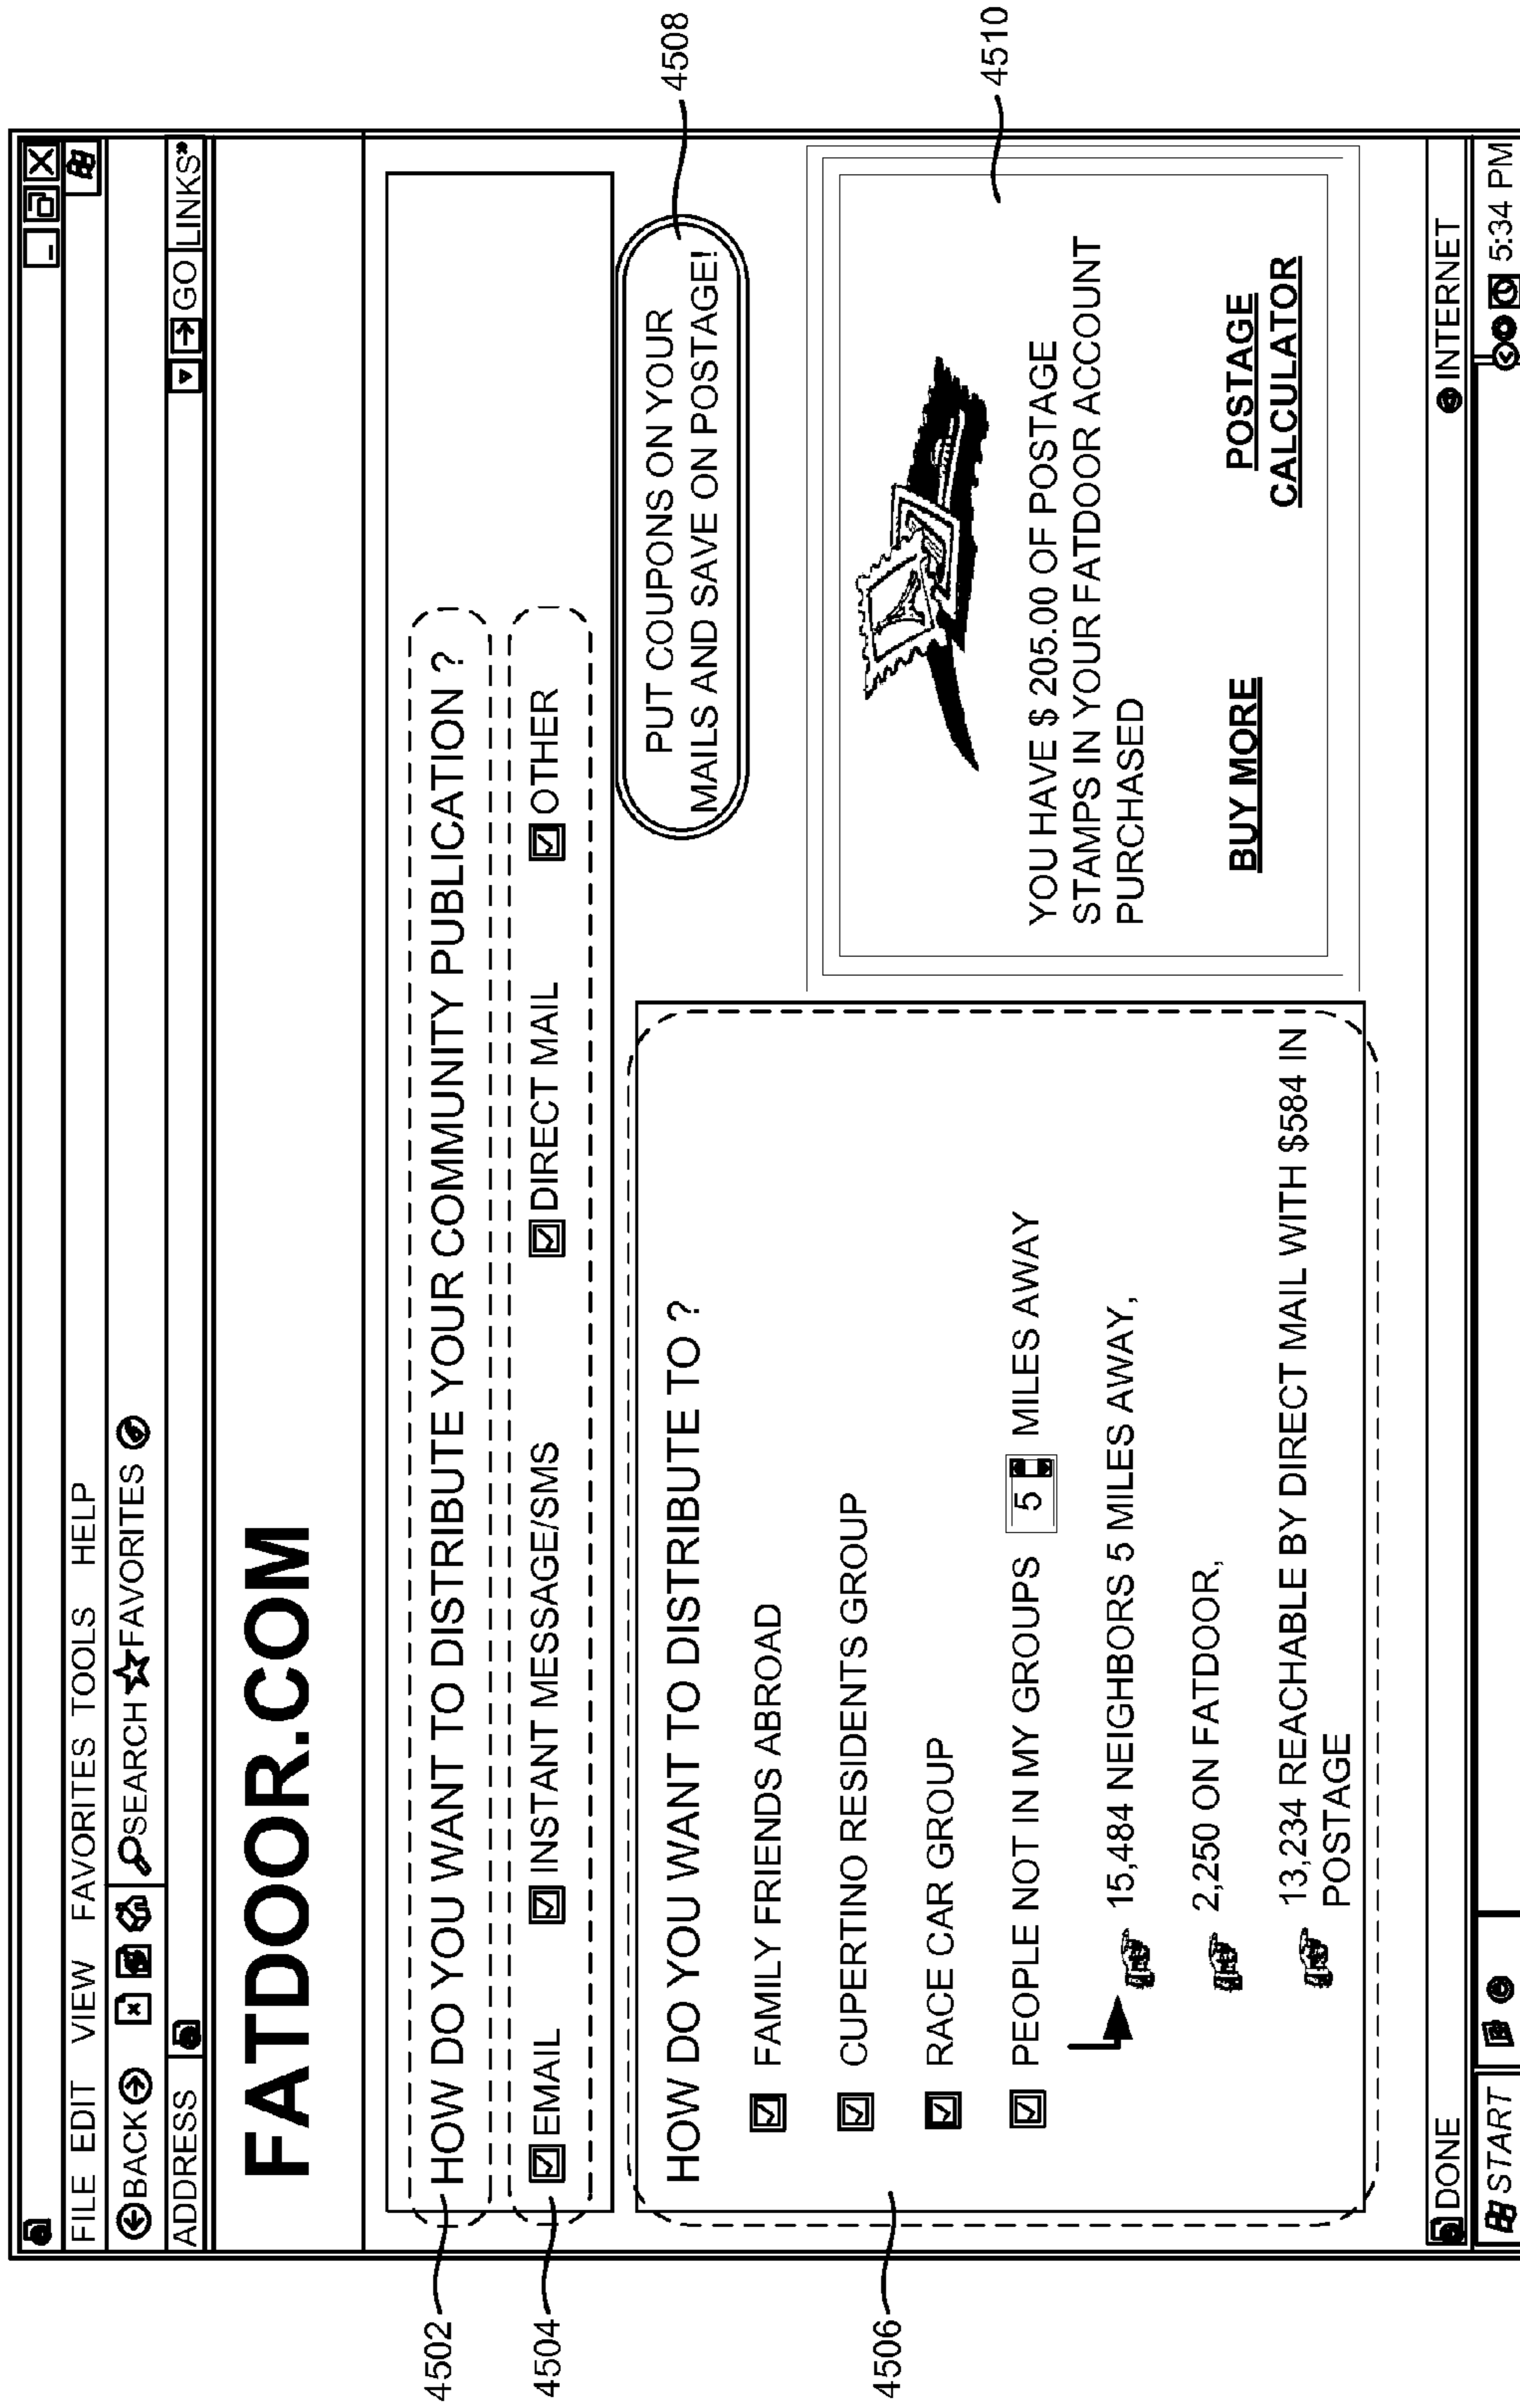 FILE EDIT VIEW FAVORITES TOOLS HELP
BACK SEARCH FAVORITES
ADDRESS GO LINKS
FATDOOR.COM
4502
HOW DO YOU WANT TO DISTRIBUTE YOUR COMMUNITY PUBLICATION ?
4504
EMAIL INSTANT MESSAGE/SMS DIRECT MAIL OTHER
4506
HOW DO YOU WANT TO DISTRIBUTE TO ?
FAMILY FRIENDS ABROAD
CUPERTINO RESIDENTS GROUP
RACE CAR GROUP
PEOPLE NOT IN MY GROUPS 5 MILES AWAY
15,484 NEIGHBORS 5 MILES AWAY,
2,250 ON FATDOOR,
13,234 REACHABLE BY DIRECT MAIL WITH $584 IN
POSTAGE
PUT COUPONS ON YOUR
MAILS AND SAVE ON POSTAGE!
4508
YOU HAVE $ 205.00 OF POSTAGE
STAMPS IN YOUR FATDOOR ACCOUNT
PURCHASED
BUY MORE
POSTAGE
CALCULATOR
4510
DONE INTERNET
START 5:34 PM